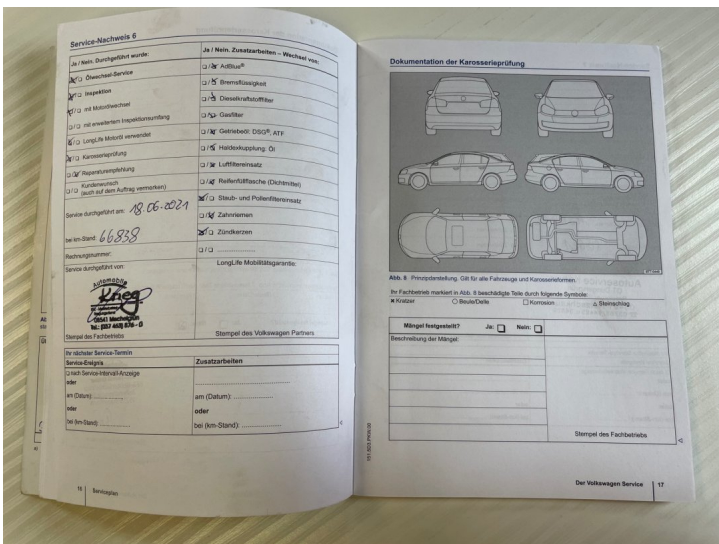 Service-Nachweis 6
Ja / Nein. Durchgeführt wurde:
Ölwechsel-Service
Inspektion
mit Motorölwechsel
mit erweitertem Inspektionsumfang
LongLife Motoröl verwendet
Karosserieprüfung
Reparaturempfehlung
Kundenwunsch
(auch auf dem Auftrag vermerken)
Service durchgeführt am: 18.06.2021
bei km-Stand: 66838
Rechnungsnummer:
Service durchgeführt von:
Automobile
Stempel des Fachbetriebs
Ja / Nein. Zusatzarbeiten – Wechsel von:
AdBlue®
Bremsflüssigkeit
Dieselkraftstofffilter
Gasfilter
Getriebeöl: DSG®, ATF
Haldexkupplung: Öl
Luftfiltereinsatz
Reifenfüllflasche (Dichtmittel)
Staub- und Pollenfiltereinsatz
Zahnriemen
Zündkerzen
LongLife Mobilitätsgarantie:
Stempel des Volkswagen Partners
Ihr nächster Service-Termin
Service-Ereignis
nach Service-Intervall-Anzeige
oder
am (Datum):
oder
bei (km-Stand):
Zusatzarbeiten
am (Datum):
oder
bei (km-Stand):
16 Serviceplan
Dokumentation der Karosserieprüfung
Abb. 8 Prinzipdarstellung. Gilt für alle Fahrzeuge und Karosserieformen
Ihr Fachbetrieb markiert in Abb. 8 beschädigte Teile durch folgende Symbole:
Kratzer Beule/Delle Korrosion Steinschlag
Mängel festgestellt? Ja: Nein:
Beschreibung der Mängel:
Stempel des Fachbetriebs
Der Volkswagen Service 17